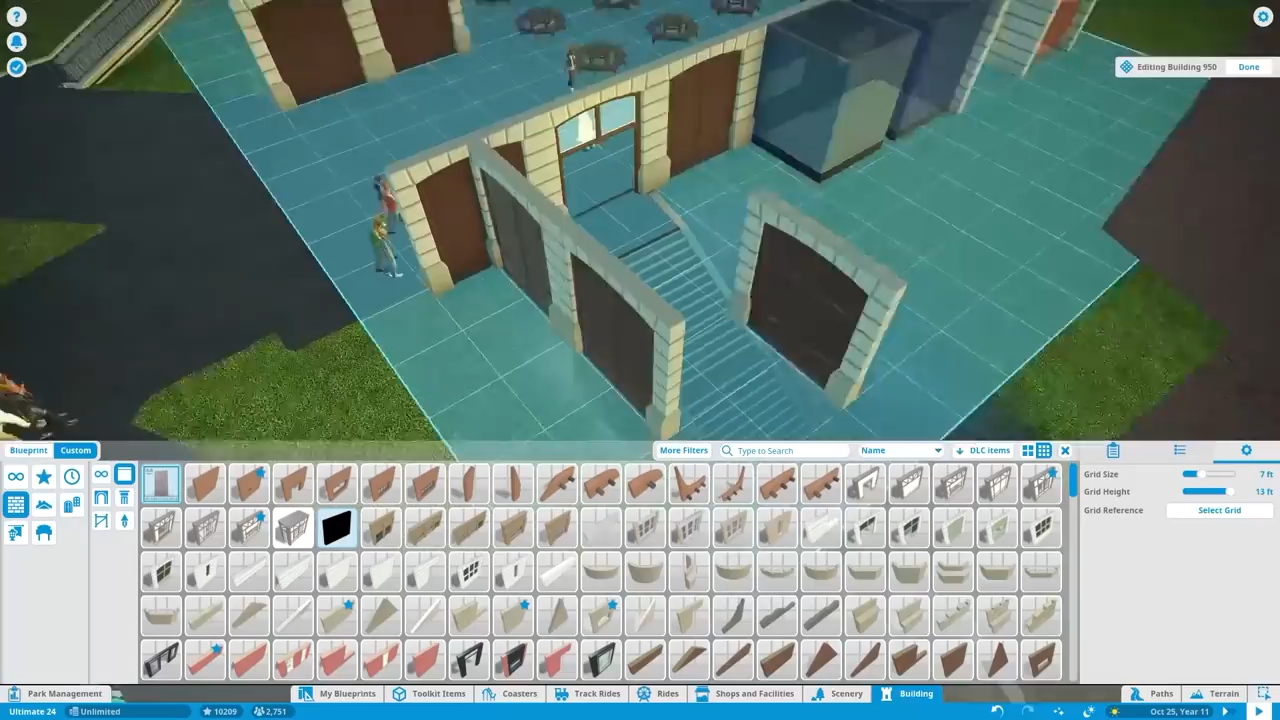 ?
Editing Building 950 Done
Blueprint Custom
More Filters Type to Search Name DLC items
Grid Size 7 ft
Grid Height 13 ft
Grid Reference Select Grid
Park Management My Blueprints Toolkit Items Coasters Track Rides Rides Shops and Facilities Scenery Building Paths Terrain
Ultimate 24 Unlimited 10209 2,751 Oct 25, Year 11